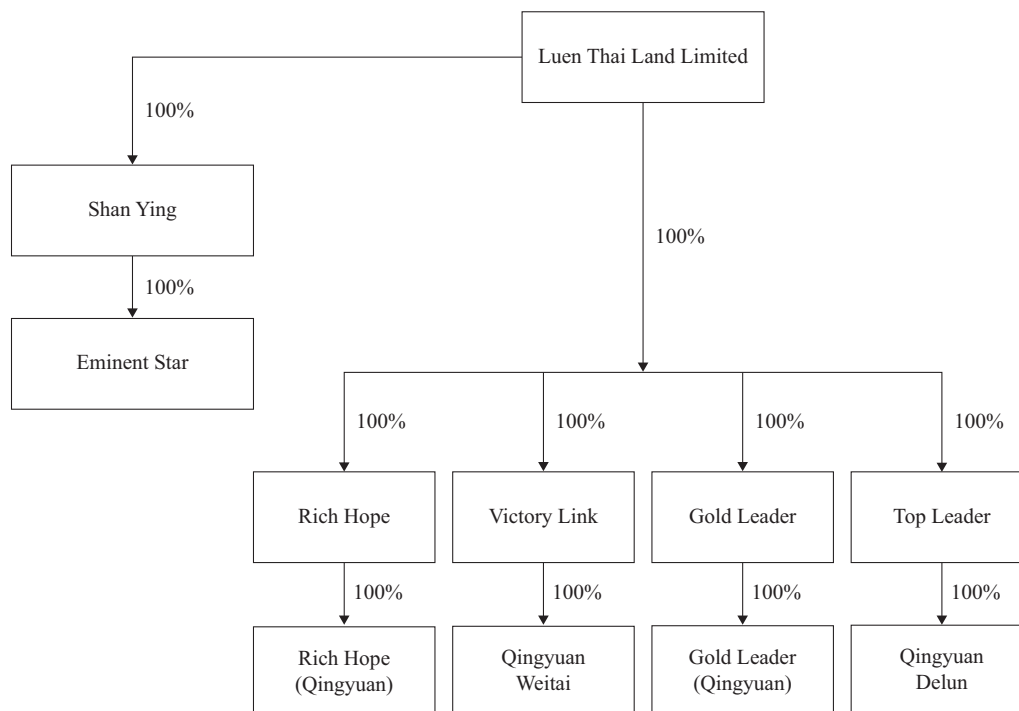 Luen Thai Land Limited
100%
Shan Ying
100%
100%
Eminent Star
100%
100%
100%
100%
Rich Hope
Victory Link
Gold Leader
Top Leader
100%
100%
100%
100%
Rich Hope
(Qingyuan)
Qingyuan
Weitai
Gold Leader
(Qingyuan)
Qingyuan
Delun